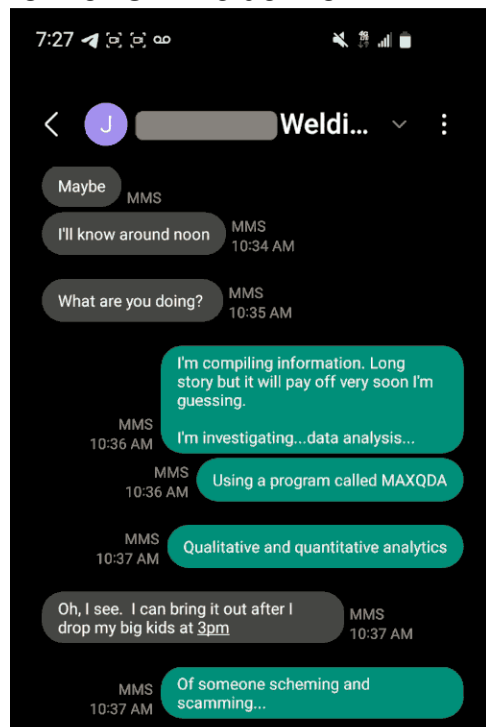 7:27
J Weldi...
Maybe
MMS
I'll know around noon
MMS
10:34 AM
What are you doing?
MMS
10:35 AM
I'm compiling information. Long
story but it will pay off very soon I'm
guessing.
I'm investigating...data analysis...
MMS
10:36 AM
Using a program called MAXQDA
MMS
10:36 AM
Qualitative and quantitative analytics
MMS
10:37 AM
Oh, I see. I can bring it out after I
drop my big kids at 3pm
MMS
10:37 AM
Of someone scheming and
scamming...
MMS
10:37 AM